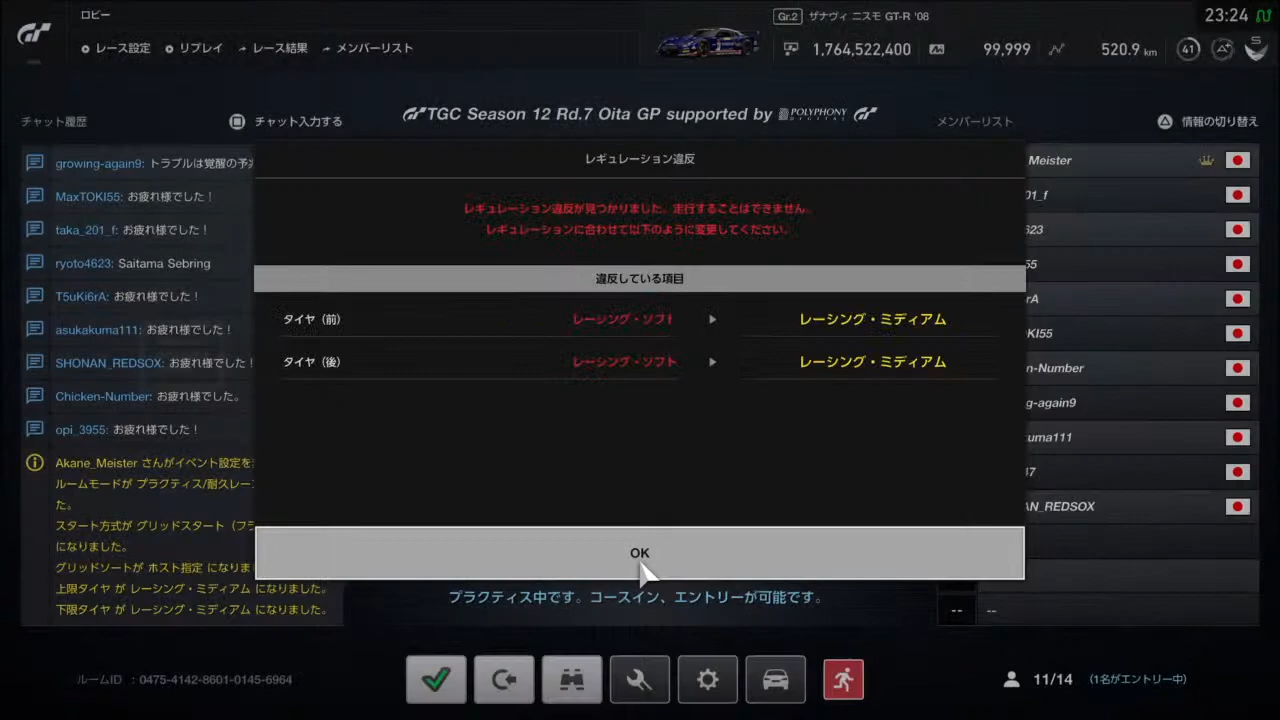 ロビー
Gr.2 ザナヴィ ニスモ GT-R '08
23:24
レース設定 リプレイ レース結果 メンバーリスト
1,764,522,400 99,999 520.9 km 41 S
チャット履歴 チャット入力する
TGC Season 12 Rd.7 Oita GP supported by POLYPHONY DIGITAL
メンバーリスト 情報の切り替え
レギュレーション違反
レギュレーション違反が見つかりました。走行することはできません。
レギュレーションに合わせて以下のように変更してください。
違反している項目
タイヤ（前） レーシング・ソフト レーシング・ミディアム
タイヤ（後） レーシング・ソフト レーシング・ミディアム
OK
growing-again9: トラブルは覚醒の予
MaxTOKI55: お疲れ様でした！
taka_201_f: お疲れ様でした！
ryoto4623: Saitama Sebring
T5uKi6rA: お疲れ様でした！
asukakuma111: お疲れ様でした！
SHONAN_REDSOX: お疲れ様でした！
Chicken-Number: お疲れ様でした。
opi_3955: お疲れ様でした！
Akane_Meister さんがイベント設定を
ルームモードが プラクティス/耐久レー
た。
スタート方式が グリッドスタート（フ
になりました。
グリッドソートが ホスト指定 になりま
上限タイヤ が レーシング・ミディアム になりました。
下限タイヤ が レーシング・ミディアム になりました。
Meister
01_f
623
55
rA
KI55
n-Number
g-again9
uma111
47
AN_REDSOX
-- --
プラクティス中です。コースイン、エントリーが可能です。
ルームID ：0475-4142-8601-0145-6964
11/14 （1名がエントリー中）